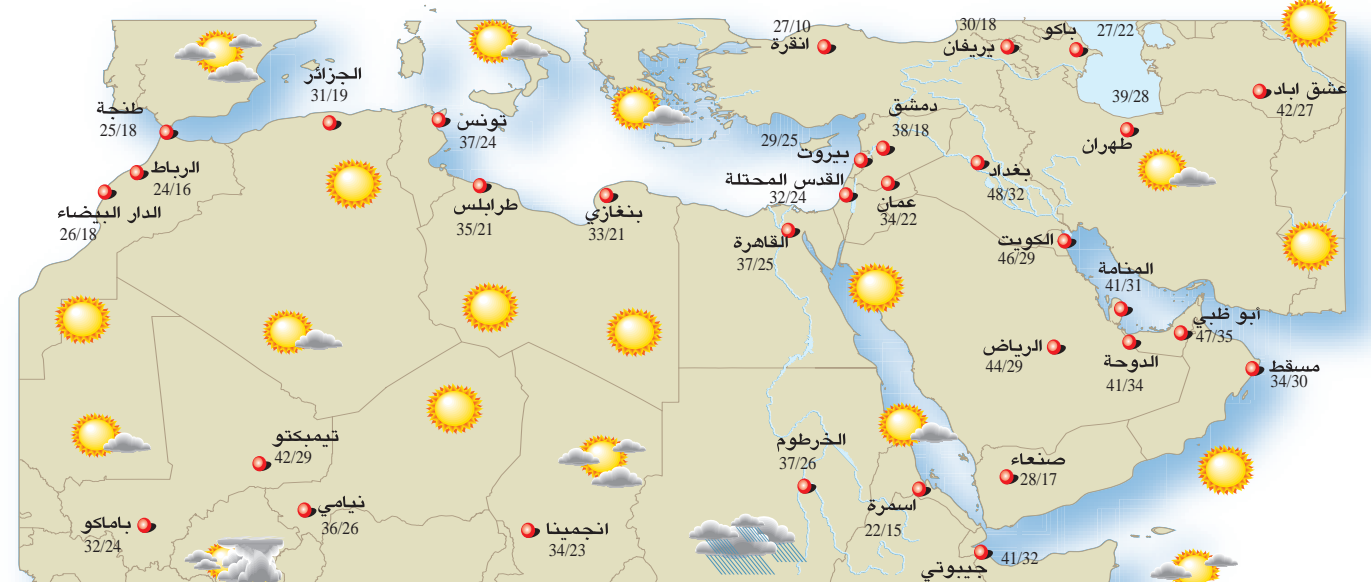 27/10
انقرة
30/18
يريفان
باكو
27/22
عشق اباد
42/27
39/28
طهران
الجزائر
31/19
طنجة
25/18
تونس
37/24
دمشق
38/18
29/25
بيروت
بغداد
48/32
الرباط
24/16
القدس المحتلة
32/24
عمان
34/22
الدار البيضاء
26/18
طرابلس
35/21
بنغازي
33/21
القاهرة
37/25
الكويت
46/29
المنامة
41/31
أبو ظبي
47/35
الرياض
44/29
الدوحة
41/34
مسقط
34/30
تيمبكتو
42/29
الخرطوم
37/26
صنعاء
28/17
نيامي
36/26
باماكو
32/24
انجمينا
34/23
اسمرة
22/15
41/32
جيبوتي